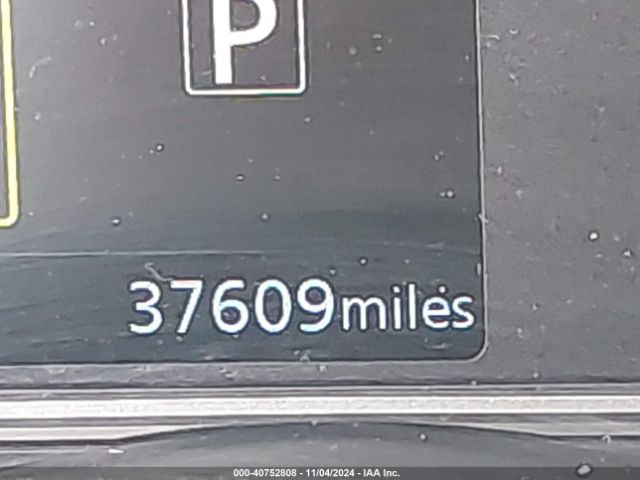 P
37609miles
000-40752808 - 11/04/2024 - IAA Inc.